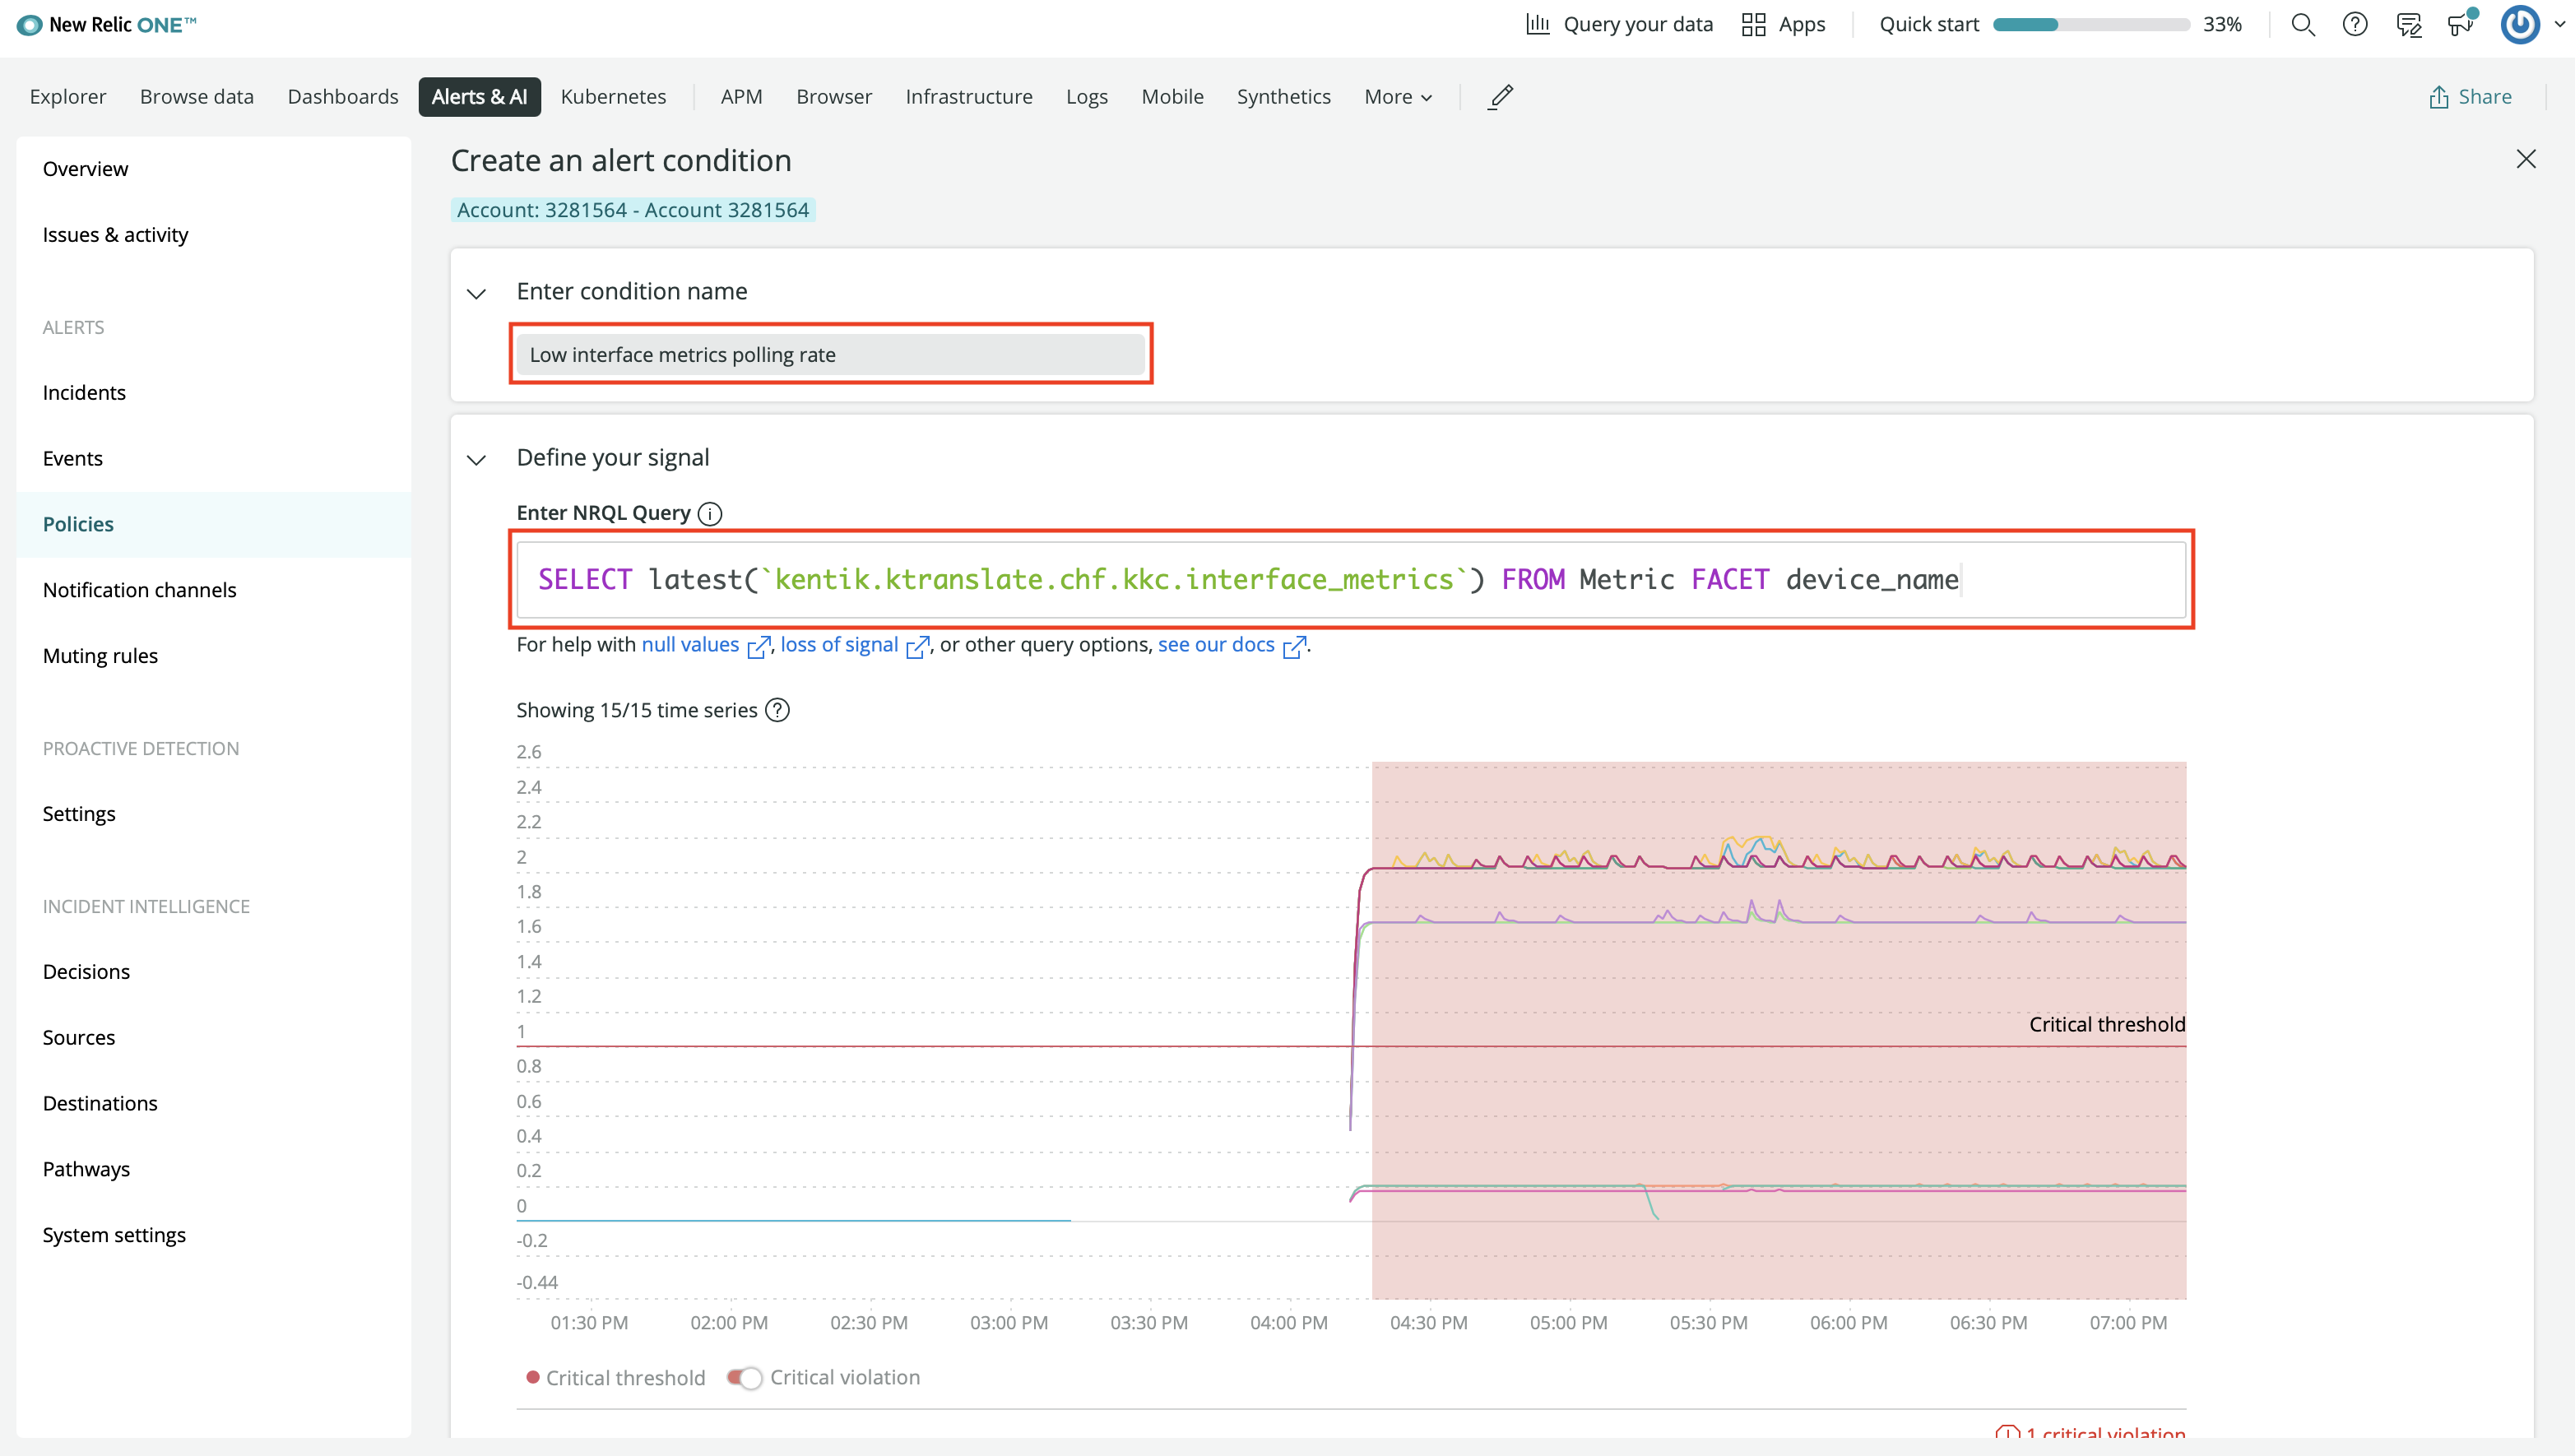 New Relic ONE™
Query your data
Apps
Quick start
33%
Explorer
Browse data
Dashboards
Alerts & AI
Kubernetes
APM
Browser
Infrastructure
Logs
Mobile
Synthetics
More
Share
Overview
Issues & activity
ALERTS
Incidents
Events
Policies
Notification channels
Muting rules
PROACTIVE DETECTION
Settings
INCIDENT INTELLIGENCE
Decisions
Sources
Destinations
Pathways
System settings
Create an alert condition
Account: 3281564 - Account 3281564
Enter condition name
Low interface metrics polling rate
Define your signal
Enter NRQL Query
SELECT latest(`kentik.ktranslate.chf.kkc.interface_metrics`) FROM Metric FACET device_name
For help with null values, loss of signal, or other query options, see our docs.
Showing 15/15 time series
2.6
2.4
2.2
2
1.8
1.6
1.4
1.2
1
0.8
0.6
0.4
0.2
0
-0.2
-0.44
Critical threshold
01:30 PM
02:00 PM
02:30 PM
03:00 PM
03:30 PM
04:00 PM
04:30 PM
05:00 PM
05:30 PM
06:00 PM
06:30 PM
07:00 PM
Critical threshold
Critical violation
1 critical violation